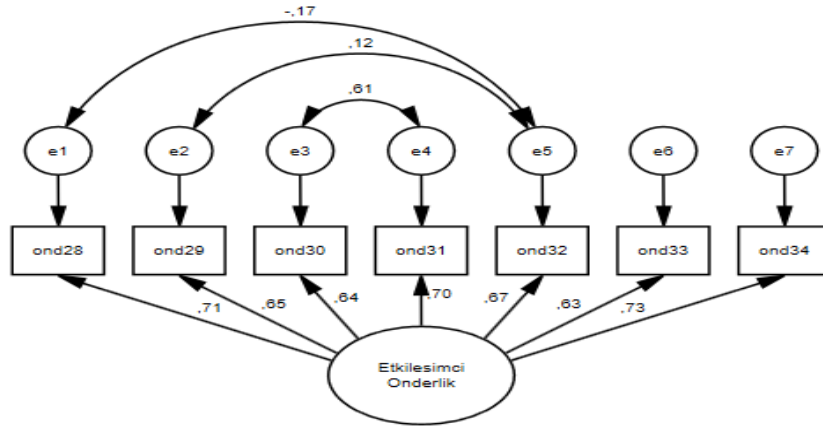 -,17
,12
,61
e1 e2 e3 e4 e5 e6 e7
ond28 ond29 ond30 ond31 ond32 ond33 ond34
,71 ,65 ,64 ,70 ,67 ,63 ,73
Etkilesimci
Onderlik